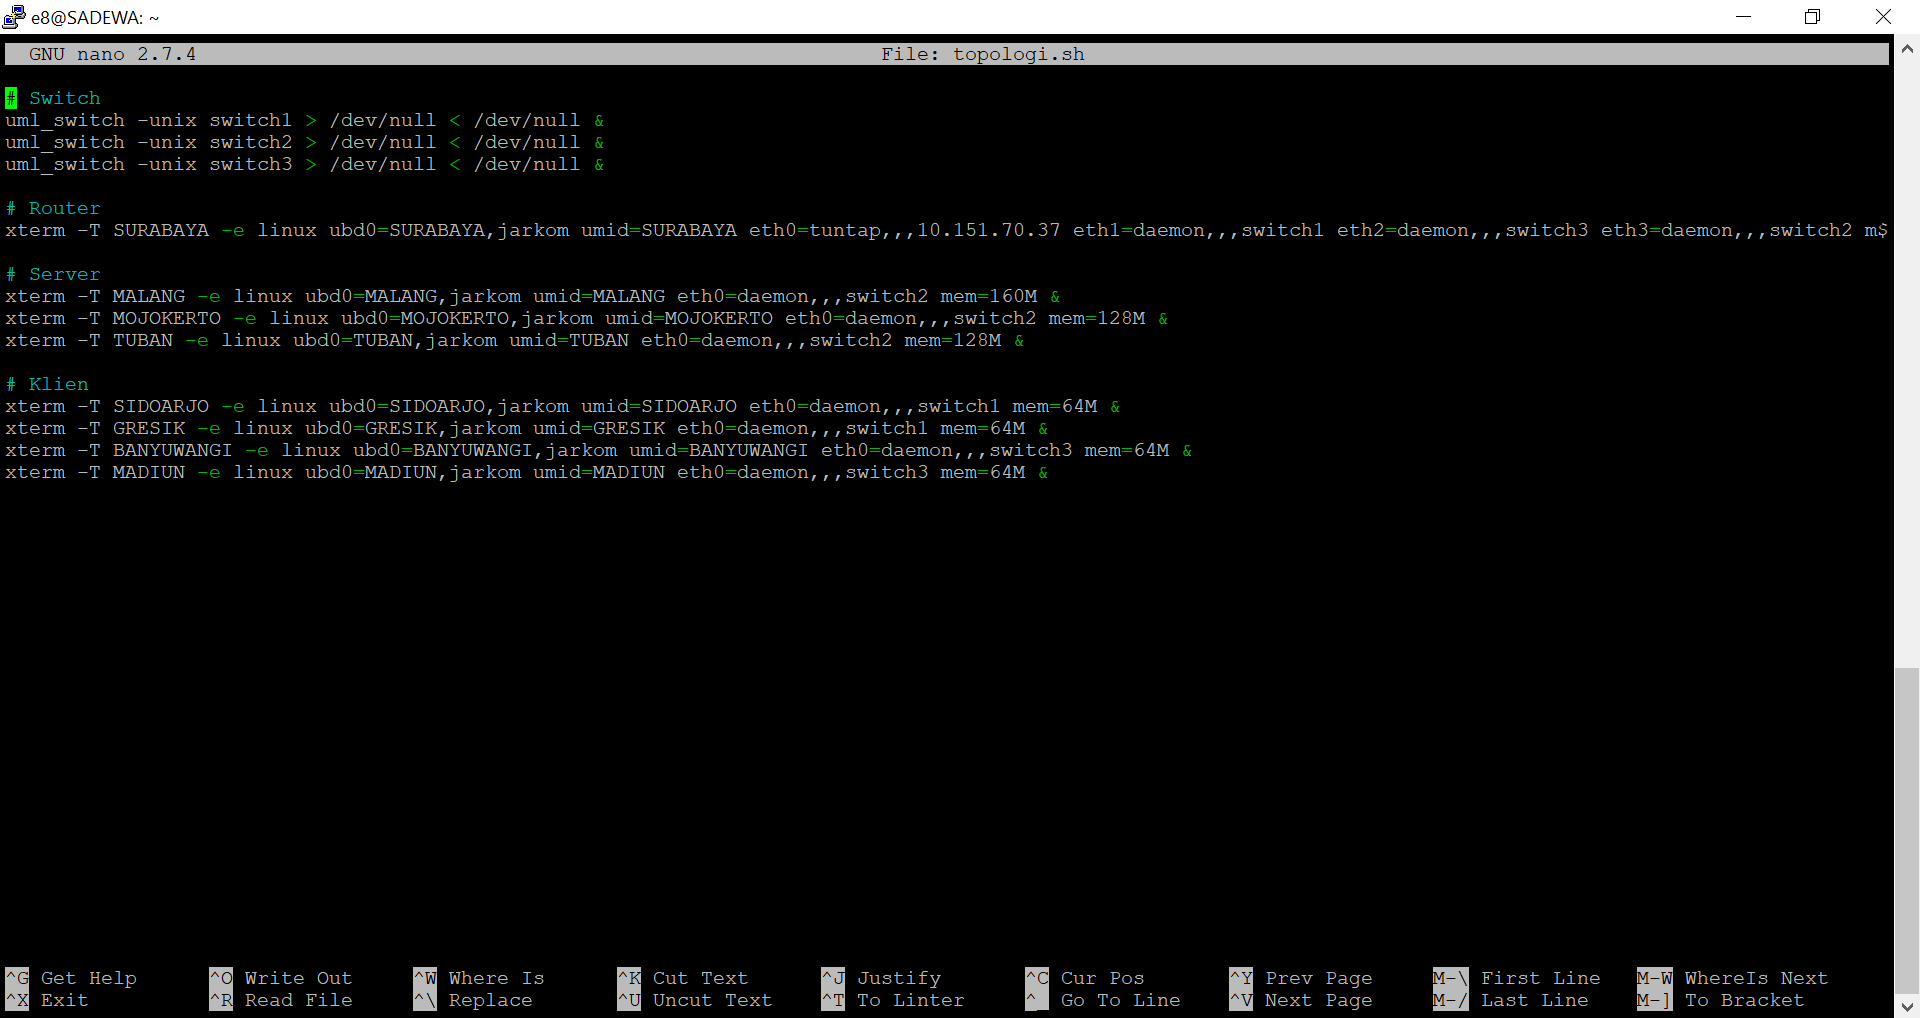 e8@SADEWA: ~
GNU nano 2.7.4 File: topologi.sh
# Switch
uml_switch -unix switch1 > /dev/null < /dev/null &
uml_switch -unix switch2 > /dev/null < /dev/null &
uml_switch -unix switch3 > /dev/null < /dev/null &
# Router
xterm -T SURABAYA -e linux ubd0=SURABAYA,jarkom umid=SURABAYA eth0=tuntap,,,10.151.70.37 eth1=daemon,,,switch1 eth2=daemon,,,switch3 eth3=daemon,,,switch2 m$
# Server
xterm -T MALANG -e linux ubd0=MALANG,jarkom umid=MALANG eth0=daemon,,,switch2 mem=160M &
xterm -T MOJOKERTO -e linux ubd0=MOJOKERTO,jarkom umid=MOJOKERTO eth0=daemon,,,switch2 mem=128M &
xterm -T TUBAN -e linux ubd0=TUBAN,jarkom umid=TUBAN eth0=daemon,,,switch2 mem=128M &
# Klien
xterm -T SIDOARJO -e linux ubd0=SIDOARJO,jarkom umid=SIDOARJO eth0=daemon,,,switch1 mem=64M &
xterm -T GRESIK -e linux ubd0=GRESIK,jarkom umid=GRESIK eth0=daemon,,,switch1 mem=64M &
xterm -T BANYUWANGI -e linux ubd0=BANYUWANGI,jarkom umid=BANYUWANGI eth0=daemon,,,switch3 mem=64M &
xterm -T MADIUN -e linux ubd0=MADIUN,jarkom umid=MADIUN eth0=daemon,,,switch3 mem=64M &
^G Get Help ^O Write Out ^W Where Is ^K Cut Text ^J Justify ^C Cur Pos ^Y Prev Page M-\ First Line M-W WhereIs Next
^X Exit ^R Read File ^\ Replace ^U Uncut Text ^T To Linter ^_ Go To Line ^V Next Page M-/ Last Line M-] To Bracket